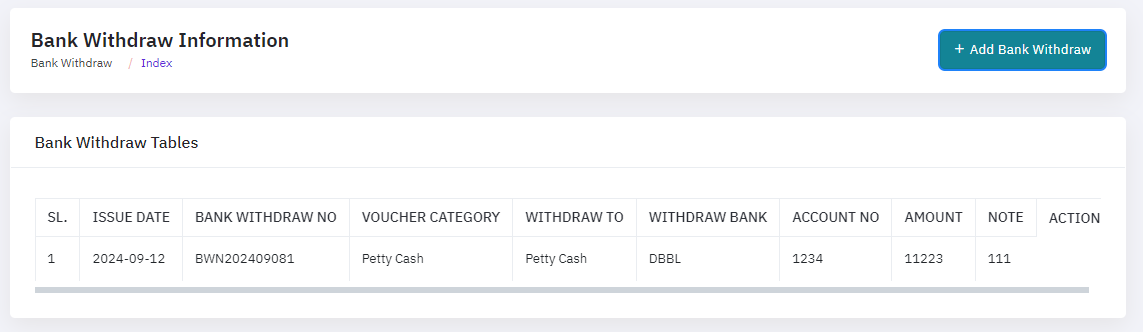 Bank Withdraw Information
+ Add Bank Withdraw
Bank Withdraw / Index
Bank Withdraw Tables
SL. ISSUE DATE BANK WITHDRAW NO VOUCHER CATEGORY WITHDRAW TO WITHDRAW BANK ACCOUNT NO AMOUNT NOTE ACTION
1 2024-09-12 BWN202409081 Petty Cash Petty Cash DBBL 1234 11223 111